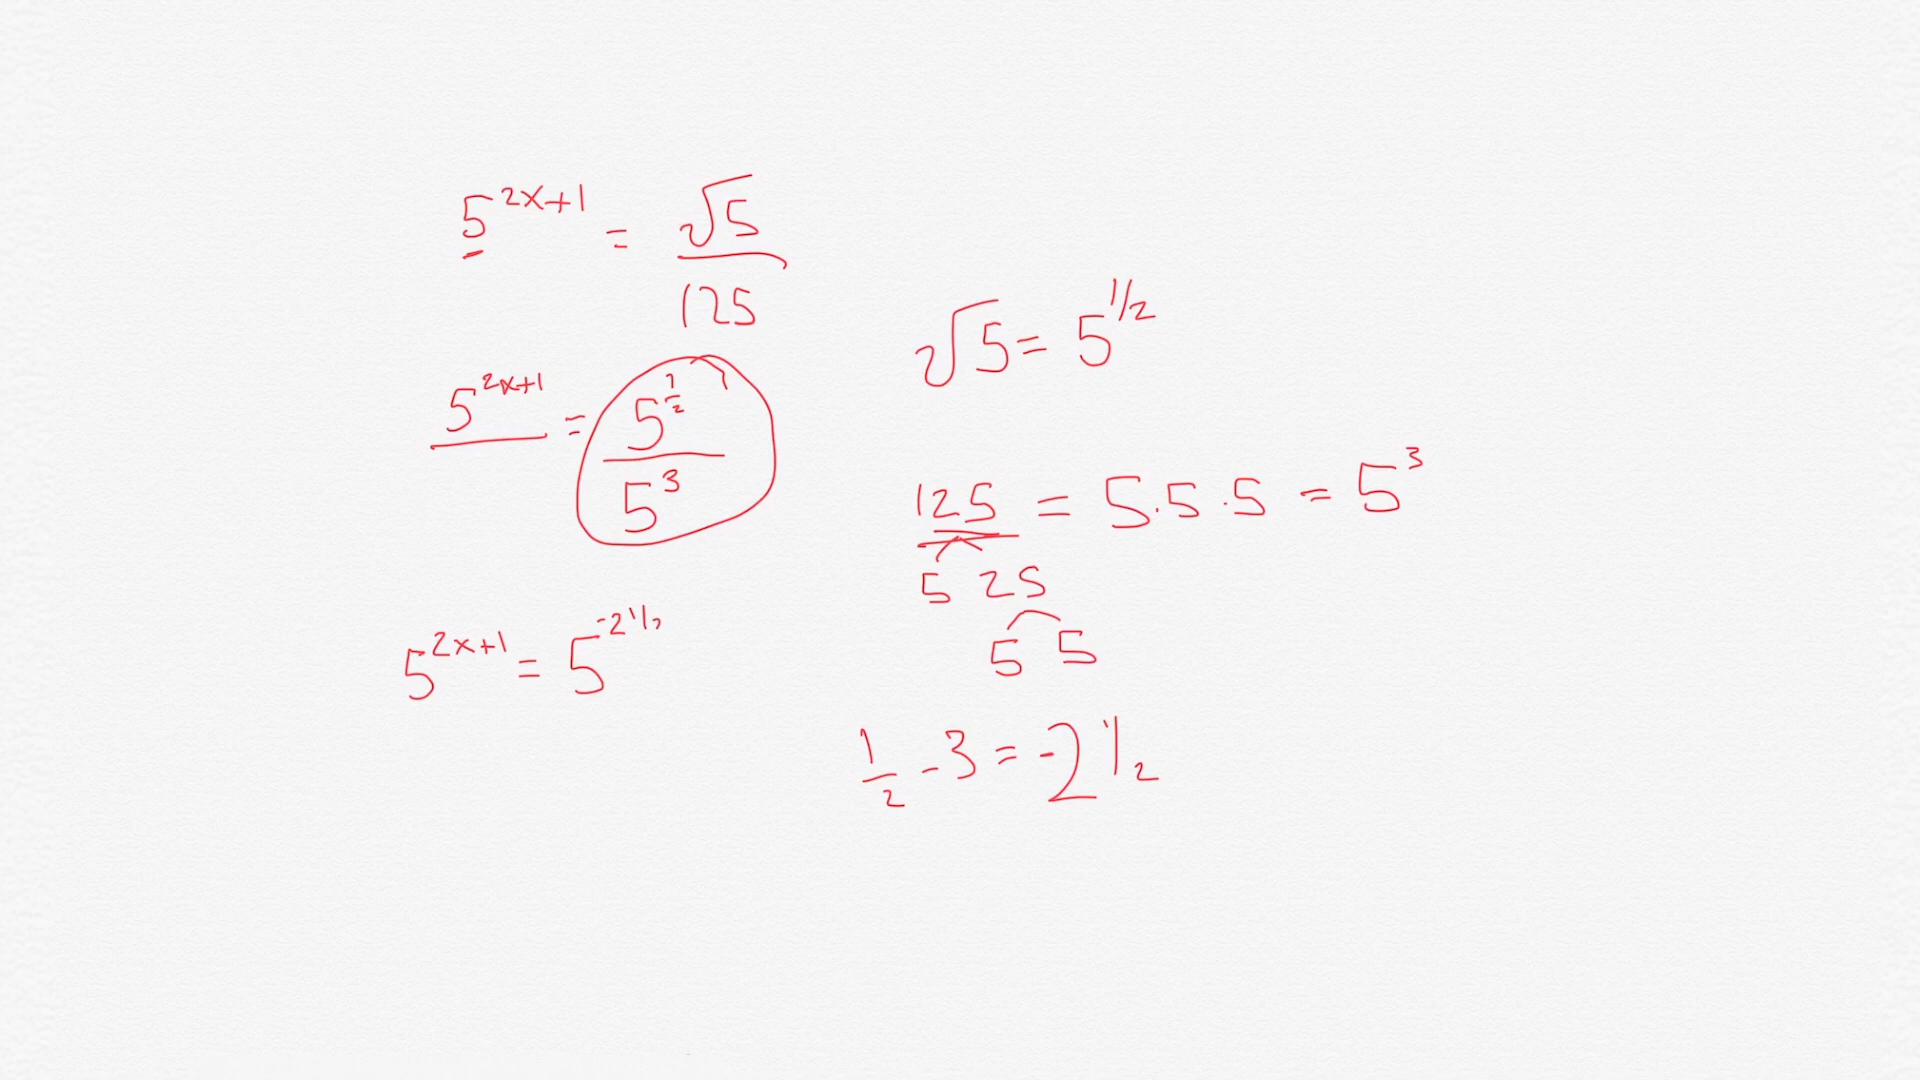 5^{2x+1} = √5 / 125
√5 = 5^{1/2}
5^{2x+1} = 5^{1/2} / 5^3
125 = 5·5·5 = 5^3
5 25
5 5
5^{2x+1} = 5^{-2 1/2}
1/2 - 3 = -2 1/2